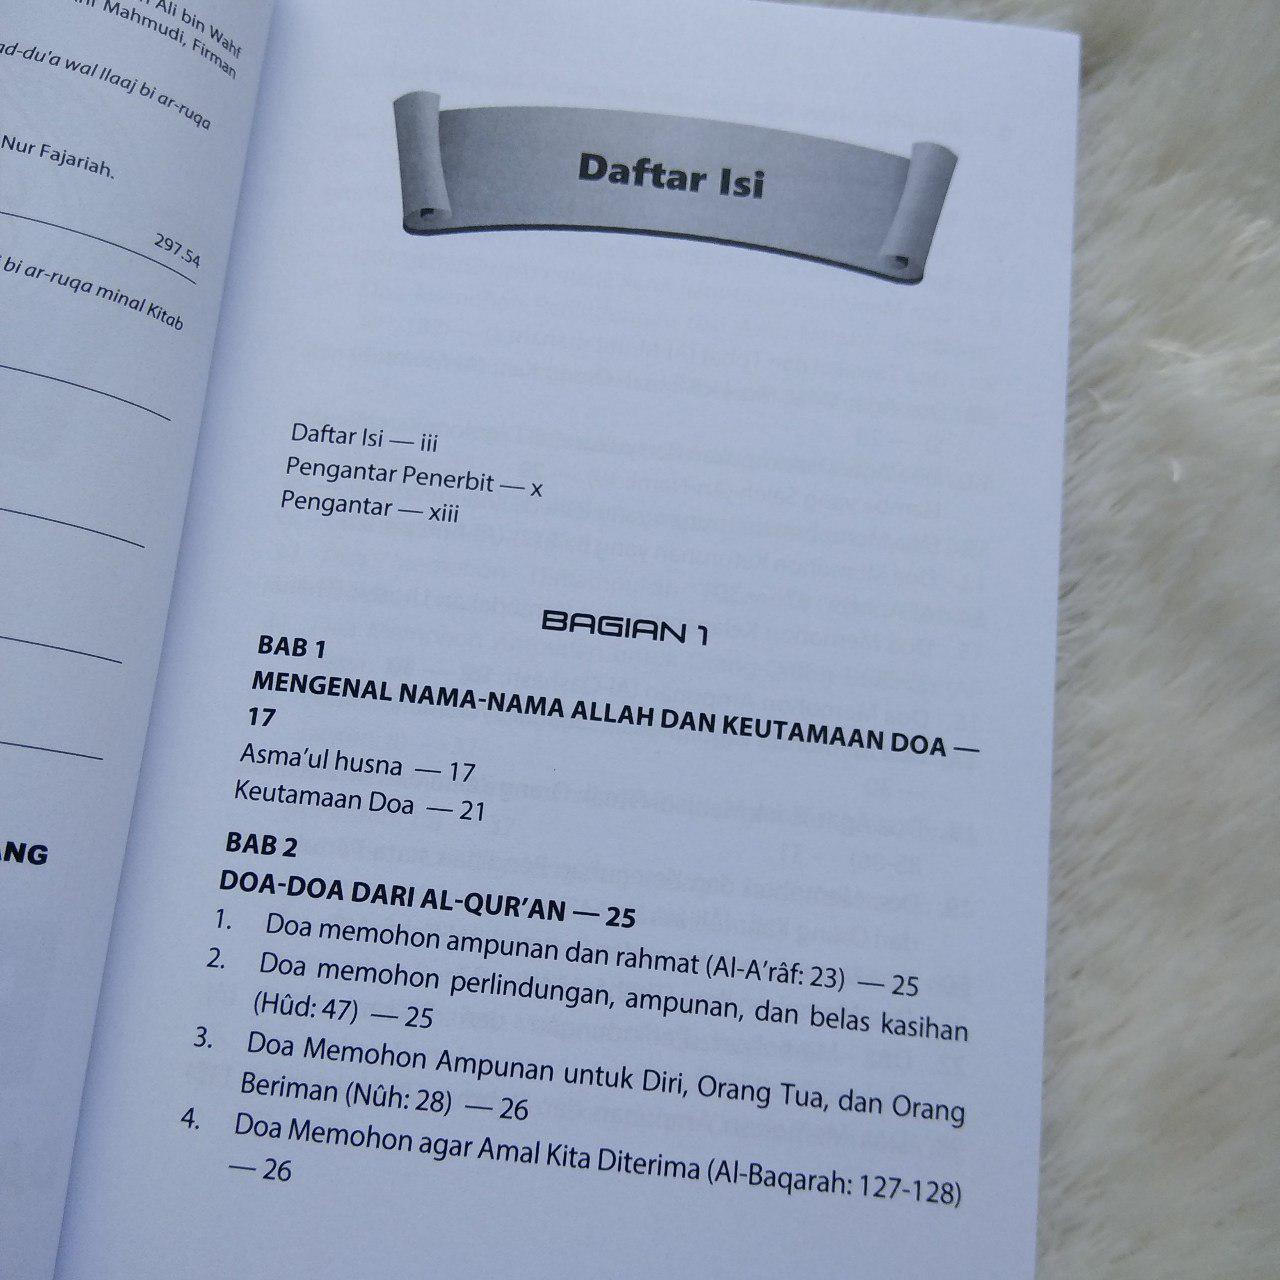 Ali bin Wahf
Mahmudi, Firman
ad-du'a wal Ilaaj bi ar-ruqa
Nur Fajariah.
297.54
bi ar-ruqa minal Kitab
Daftar Isi
Daftar Isi — iii
Pengantar Penerbit — x
Pengantar — xiii
BAGIAN 1
BAB 1
MENGENAL NAMA-NAMA ALLAH DAN KEUTAMAAN DOA —
17
Asma'ul husna — 17
Keutamaan Doa — 21
BAB 2
DOA-DOA DARI AL-QUR'AN — 25
1. Doa memohon ampunan dan rahmat (Al-A'râf: 23) — 25
2. Doa memohon perlindungan, ampunan, dan belas kasihan
(Hûd: 47) — 25
3. Doa Memohon Ampunan untuk Diri, Orang Tua, dan Orang
Beriman (Nûh: 28) — 26
4. Doa Memohon agar Amal Kita Diterima (Al-Baqarah: 127-128)
— 26